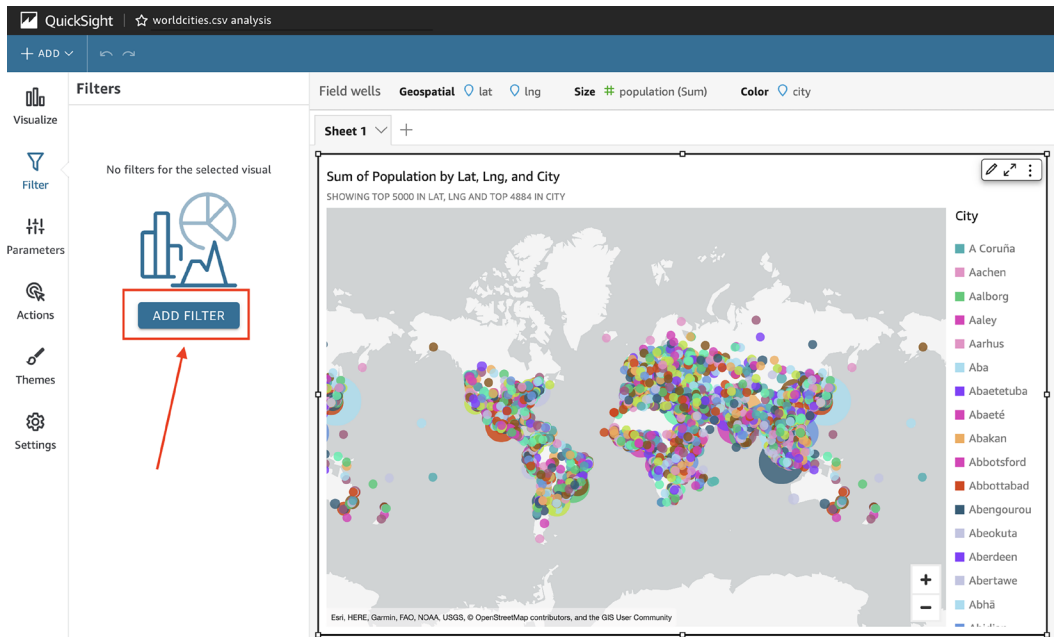 QuickSight
worldcities.csv analysis
ADD
Visualize
Filter
Parameters
Actions
Themes
Settings
Filters
No filters for the selected visual
ADD FILTER
Field wells Geospatial lat lng Size # population (Sum) Color city
Sheet 1
Sum of Population by Lat, Lng, and City
SHOWING TOP 5000 IN LAT, LNG AND TOP 4884 IN CITY
City
A Coruña
Aachen
Aalborg
Aaley
Aarhus
Aba
Abaetetuba
Abaeté
Abakan
Abbotsford
Abbottabad
Abengourou
Abeokuta
Aberdeen
Abertawe
Abhā
Esri, HERE, Garmin, FAO, NOAA, USGS, © OpenStreetMap contributors, and the GIS User Community